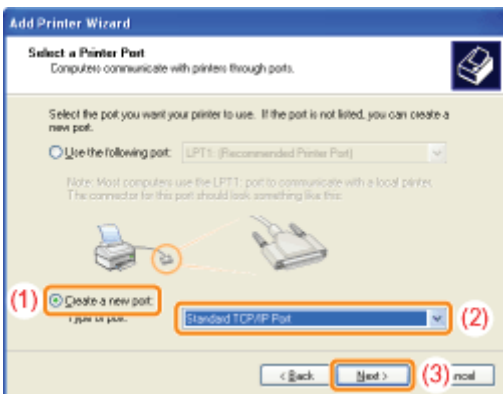 Add Printer Wizard
Select a Printer Port
Computers communicate with printers through ports.
Select the port you want your printer to use. If the port is not listed, you can create a
new port.
Use the following port: LPT1: (Recommended Printer Port)
Note: Most computers use the LPT1: port to communicate with a local printer.
The connector for this port should look something like this:
(1) Create a new port:
Type of port: Standard TCP/IP Port (2)
< Back Next > (3) ncel